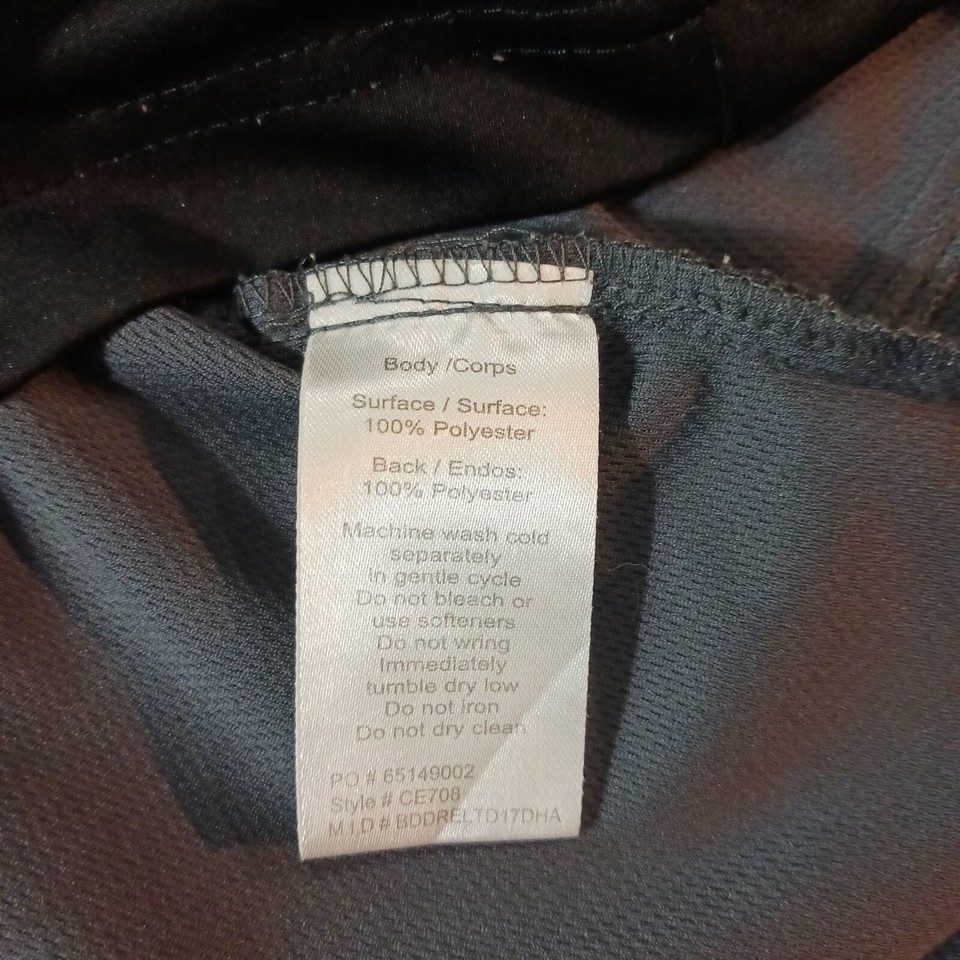 Body /Corps
Surface / Surface:
100% Polyester
Back / Endos:
100% Polyester
Machine wash cold
separately
in gentle cycle
Do not bleach or
use softeners
Do not wring
Immediately
tumble dry low
Do not iron
Do not dry clean
PO # 65149002
Style # CE708
M I D # BDDRELTD17DHA